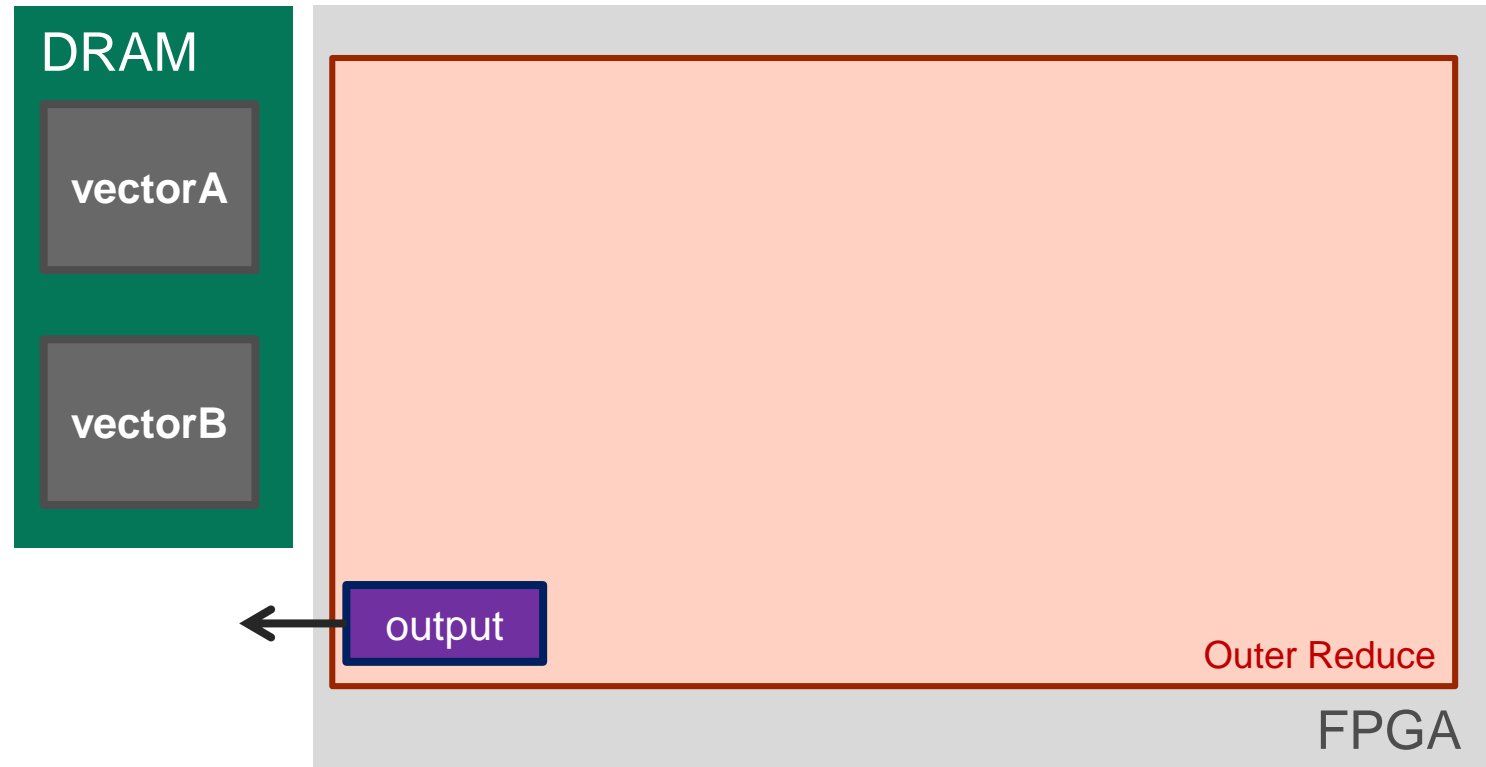 DRAM
vectorA
vectorB
output
Outer Reduce
FPGA